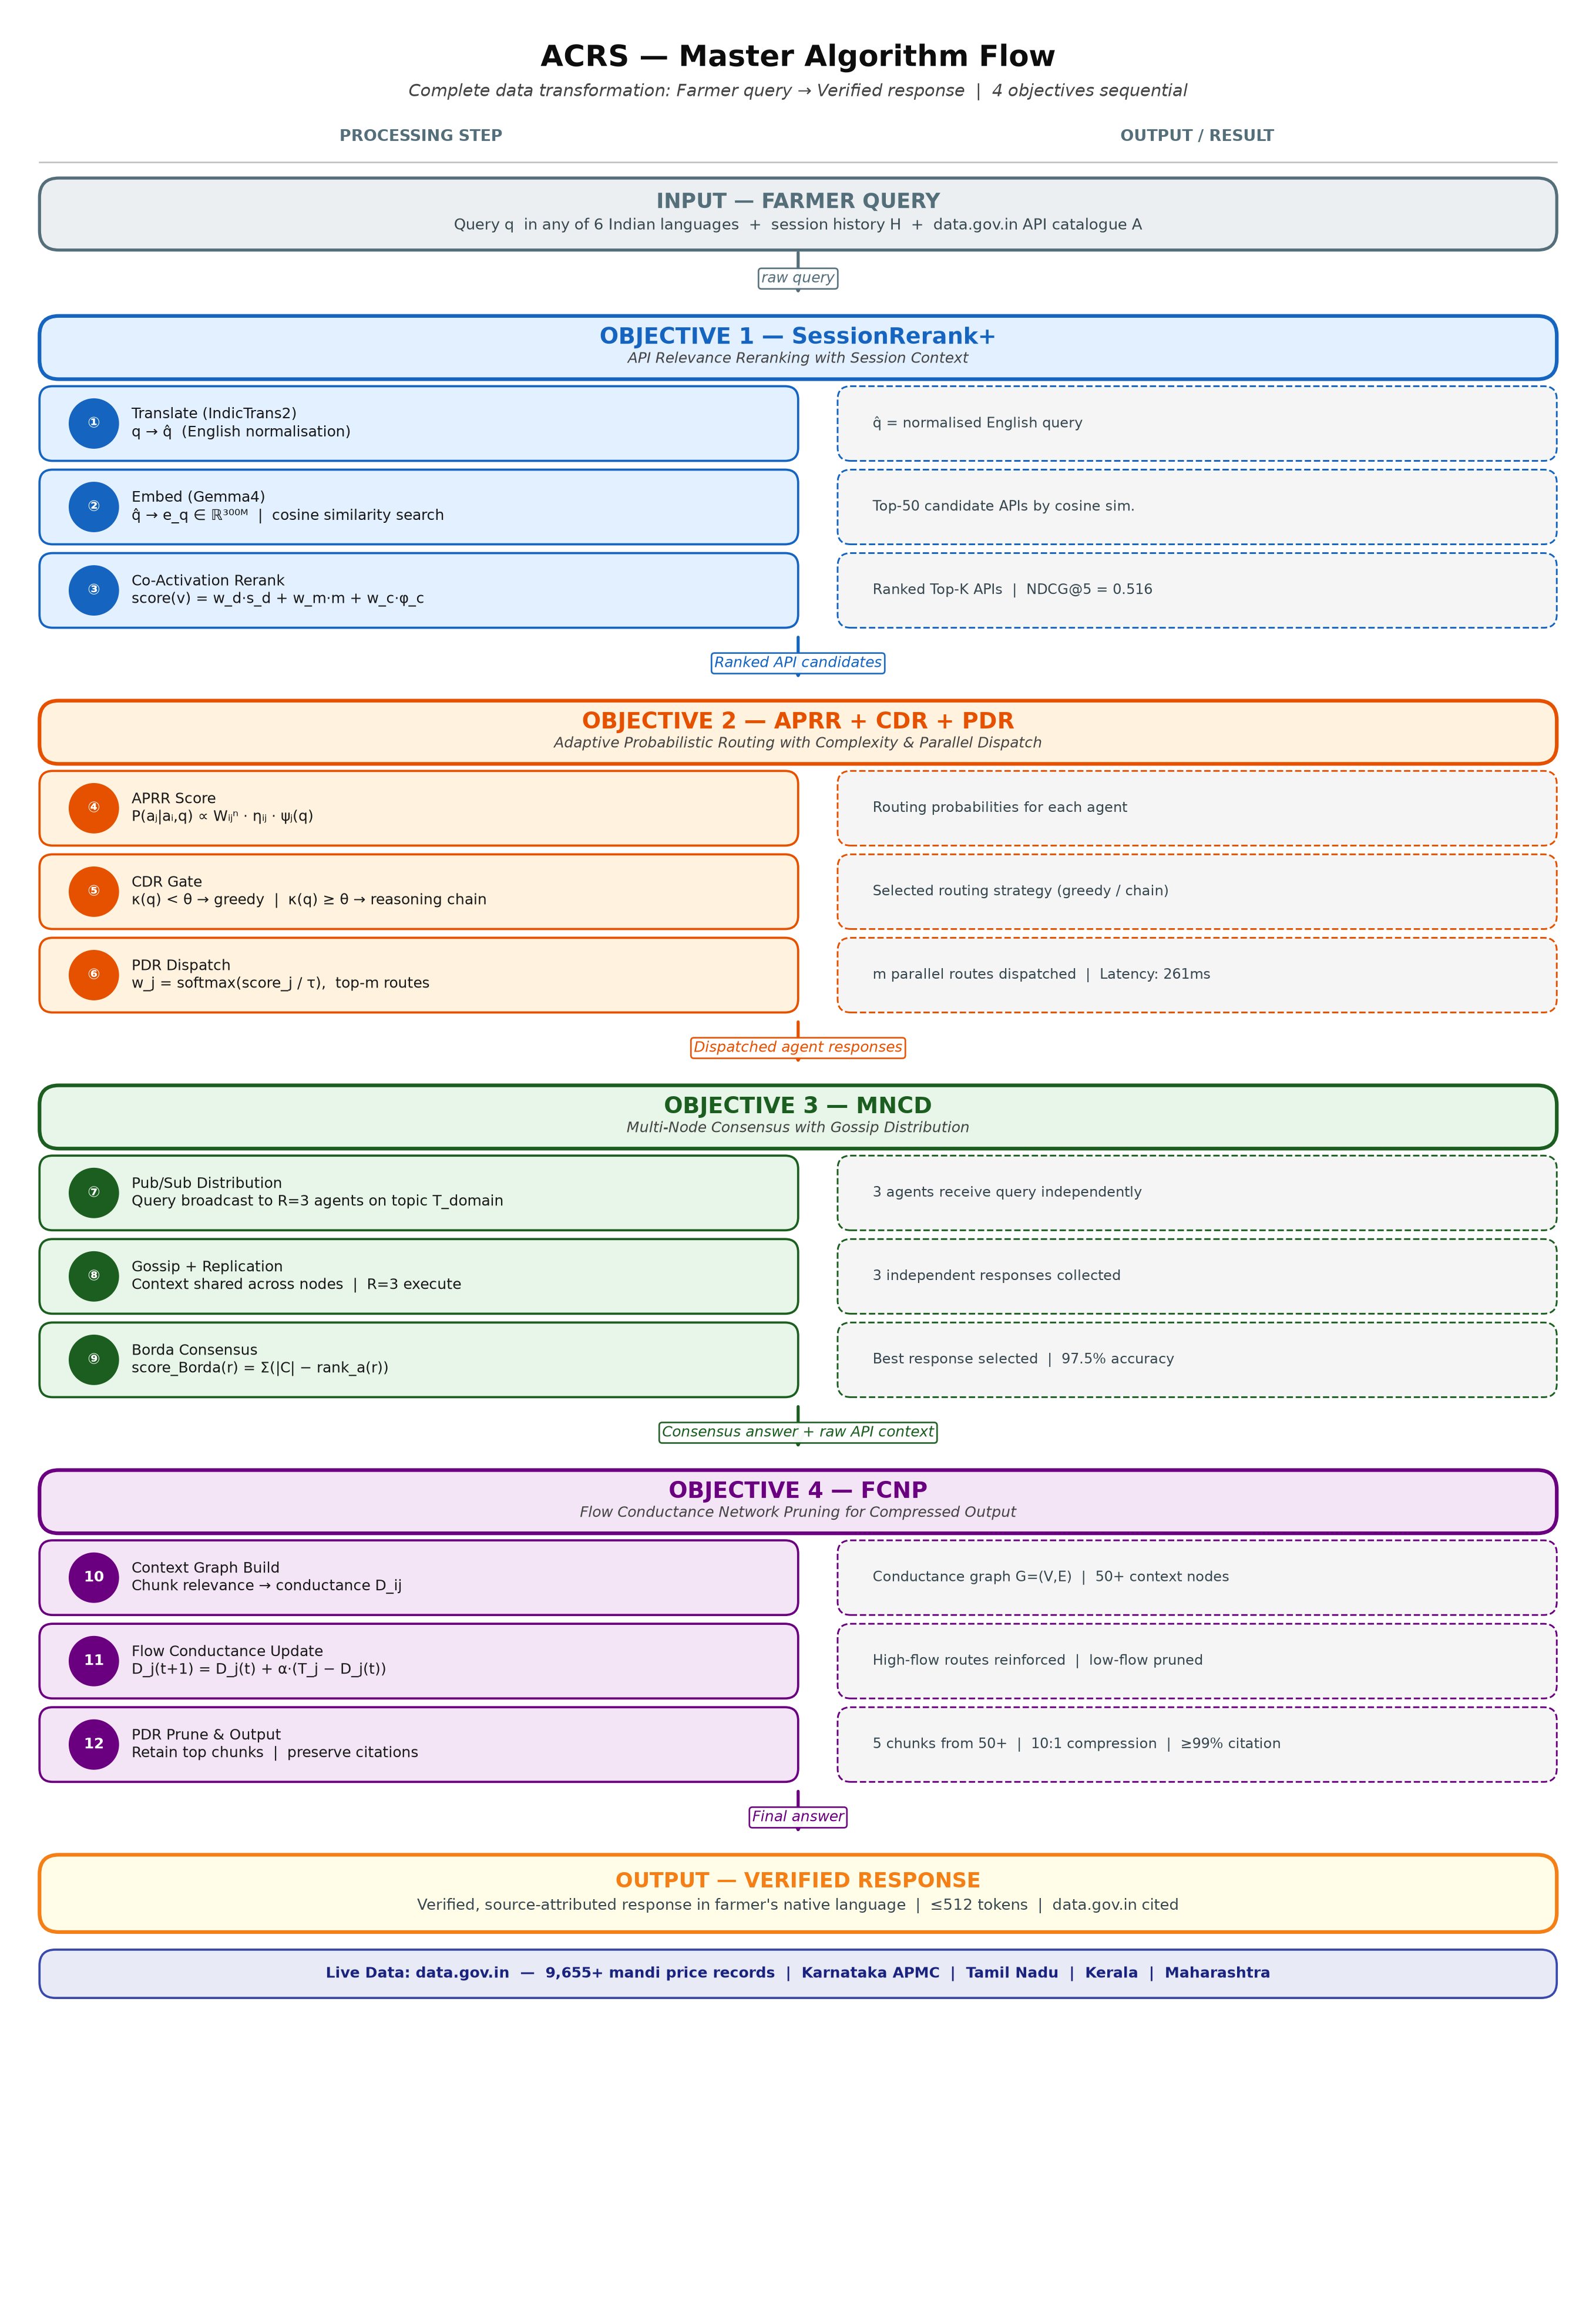 ACRS — Master Algorithm Flow
Complete data transformation: Farmer query → Verified response | 4 objectives sequential
PROCESSING STEP
OUTPUT / RESULT
INPUT — FARMER QUERY
Query q in any of 6 Indian languages + session history H + data.gov.in API catalogue A
raw query
OBJECTIVE 1 — SessionRerank+
API Relevance Reranking with Session Context
①
Translate (IndicTrans2)
q → q̂ (English normalisation)
q̂ = normalised English query
②
Embed (Gemma4)
q̂ → e_q ∈ ℝ³⁰⁰ᴹ | cosine similarity search
Top-50 candidate APIs by cosine sim.
③
Co-Activation Rerank
score(v) = w_d·s_d + w_m·m + w_c·φ_c
Ranked Top-K APIs | NDCG@5 = 0.516
Ranked API candidates
OBJECTIVE 2 — APRR + CDR + PDR
Adaptive Probabilistic Routing with Complexity & Parallel Dispatch
④
APRR Score
P(aⱼ|aᵢ,q) ∝ Wᵢⱼⁿ · ηᵢⱼ · ψⱼ(q)
Routing probabilities for each agent
⑤
CDR Gate
κ(q) < θ → greedy | κ(q) ≥ θ → reasoning chain
Selected routing strategy (greedy / chain)
⑥
PDR Dispatch
w_j = softmax(score_j / τ), top-m routes
m parallel routes dispatched | Latency: 261ms
Dispatched agent responses
OBJECTIVE 3 — MNCD
Multi-Node Consensus with Gossip Distribution
⑦
Pub/Sub Distribution
Query broadcast to R=3 agents on topic T_domain
3 agents receive query independently
⑧
Gossip + Replication
Context shared across nodes | R=3 execute
3 independent responses collected
⑨
Borda Consensus
score_Borda(r) = Σ(|C| − rank_a(r))
Best response selected | 97.5% accuracy
Consensus answer + raw API context
OBJECTIVE 4 — FCNP
Flow Conductance Network Pruning for Compressed Output
10
Context Graph Build
Chunk relevance → conductance D_ij
Conductance graph G=(V,E) | 50+ context nodes
11
Flow Conductance Update
D_j(t+1) = D_j(t) + α·(T_j − D_j(t))
High-flow routes reinforced | low-flow pruned
12
PDR Prune & Output
Retain top chunks | preserve citations
5 chunks from 50+ | 10:1 compression | ≥99% citation
Final answer
OUTPUT — VERIFIED RESPONSE
Verified, source-attributed response in farmer's native language | ≤512 tokens | data.gov.in cited
Live Data: data.gov.in — 9,655+ mandi price records | Karnataka APMC | Tamil Nadu | Kerala | Maharashtra